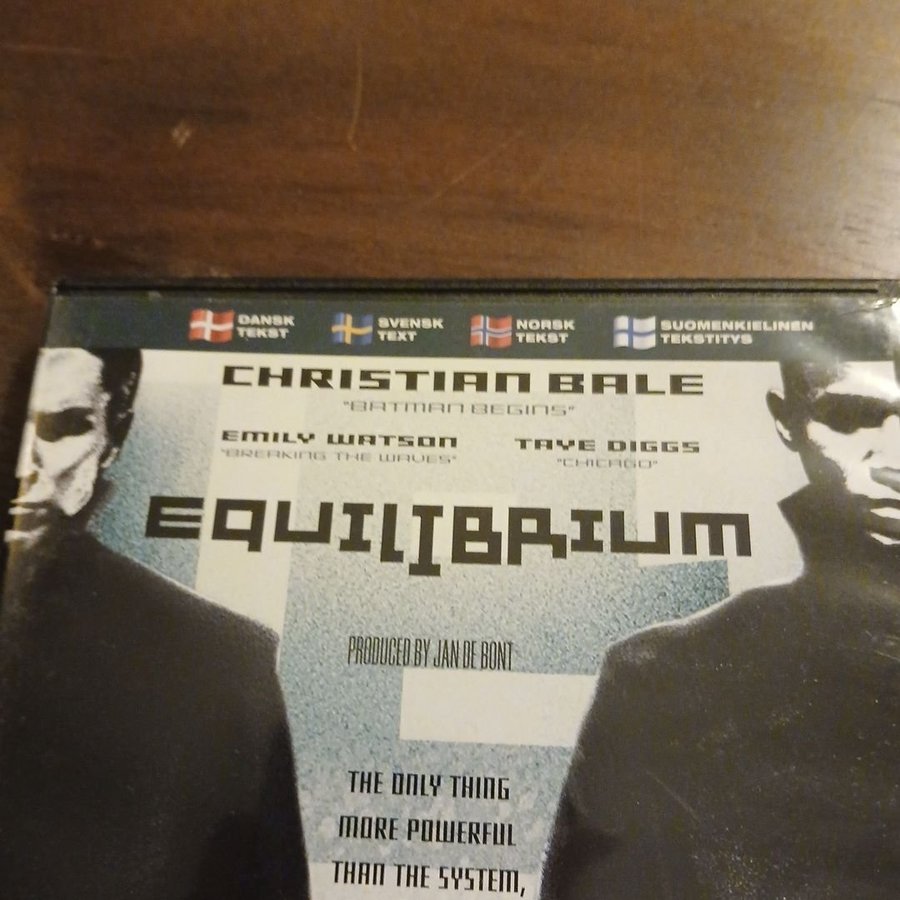 DANSK TEKST
SVENSK TEXT
NORSK TEKST
SUOMENKIELINEN TEKSTITYS
CHRISTIAN BALE
"BATMAN BEGINS"
EMILY WATSON TAYE DIGGS
"BREAKING THE WAVES" "CHICAGO"
EQUILIBRIUM
PRODUCED BY JAN DE BONT
THE ONLY THING
MORE POWERFUL
THAN THE SYSTEM,